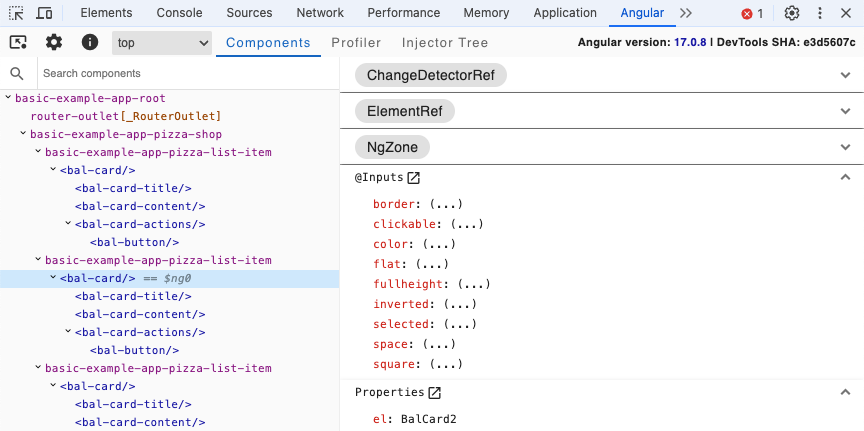 Elements Console Sources Network Performance Memory Application Angular 1
top Components Profiler Injector Tree Angular version: 17.0.8 | DevTools SHA: e3d5607c
Search components
basic-example-app-root
router-outlet[_RouterOutlet]
basic-example-app-pizza-shop
basic-example-app-pizza-list-item
<bal-card/>
<bal-card-title/>
<bal-card-content/>
<bal-card-actions/>
<bal-button/>
basic-example-app-pizza-list-item
<bal-card/> == $ng0
<bal-card-title/>
<bal-card-content/>
<bal-card-actions/>
<bal-button/>
basic-example-app-pizza-list-item
<bal-card/>
<bal-card-title/>
<bal-card-content/>
ChangeDetectorRef
ElementRef
NgZone
@Inputs
border: (...)
clickable: (...)
color: (...)
flat: (...)
fullheight: (...)
inverted: (...)
selected: (...)
space: (...)
square: (...)
Properties
el: BalCard2